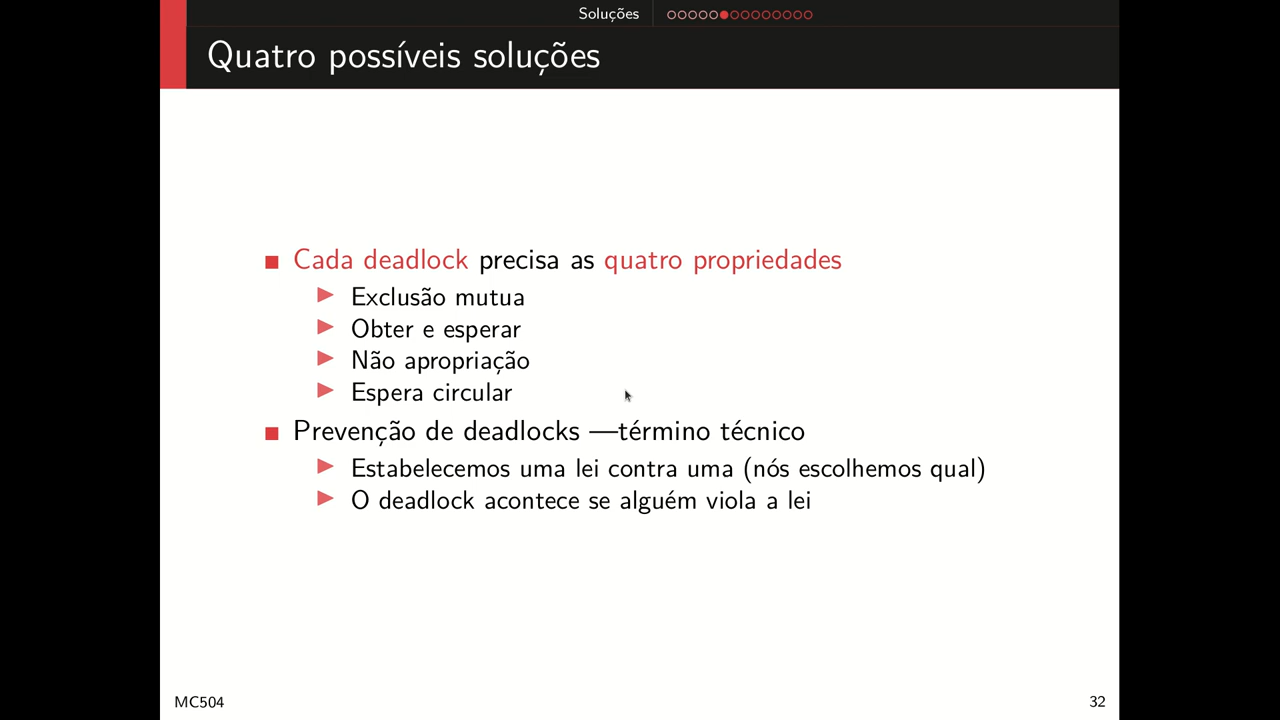 Soluções
Quatro possíveis soluções
Cada deadlock precisa as quatro propriedades
Exclusão mutua
Obter e esperar
Não apropriação
Espera circular
Prevenção de deadlocks —término técnico
Estabelecemos uma lei contra uma (nós escolhemos qual)
O deadlock acontece se alguém viola a lei
MC504
32